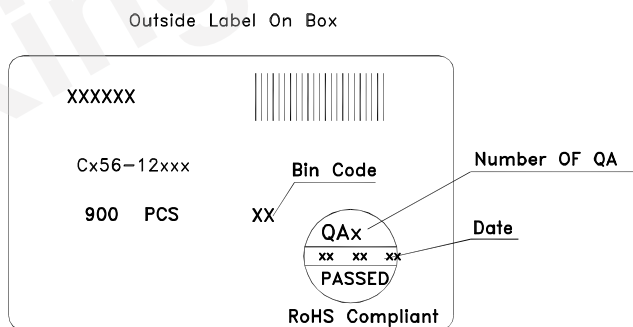 Outside Label On Box
XXXXXX
Cx56-12xxx
Bin Code
Number OF QA
900 PCS
XX
QAx
Date
xx xx xx
PASSED
RoHS Compliant